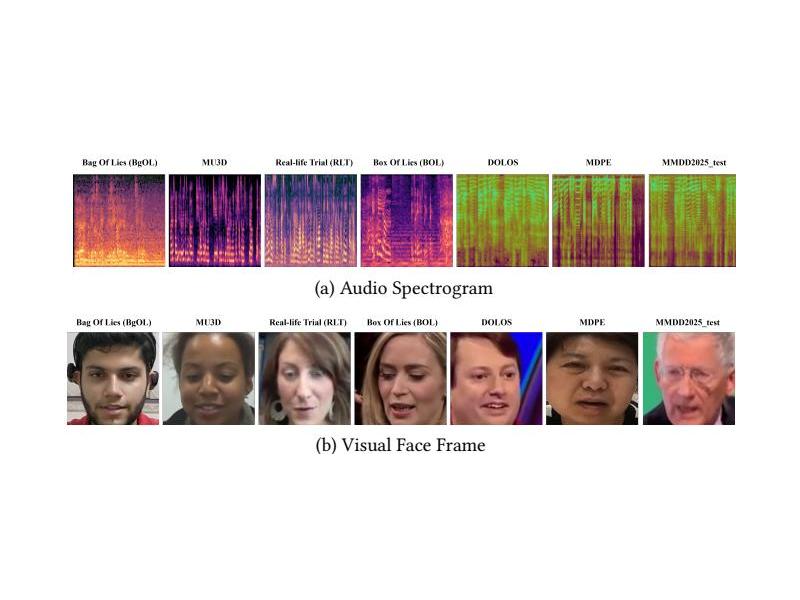 Bag Of Lies (BgOL) MU3D Real-life Trial (RLT) Box Of Lies (BOL) DOLOS MDPE MMDD2025_test
(a) Audio Spectrogram
Bag Of Lies (BgOL) MU3D Real-life Trial (RLT) Box Of Lies (BOL) DOLOS MDPE MMDD2025_test
(b) Visual Face Frame